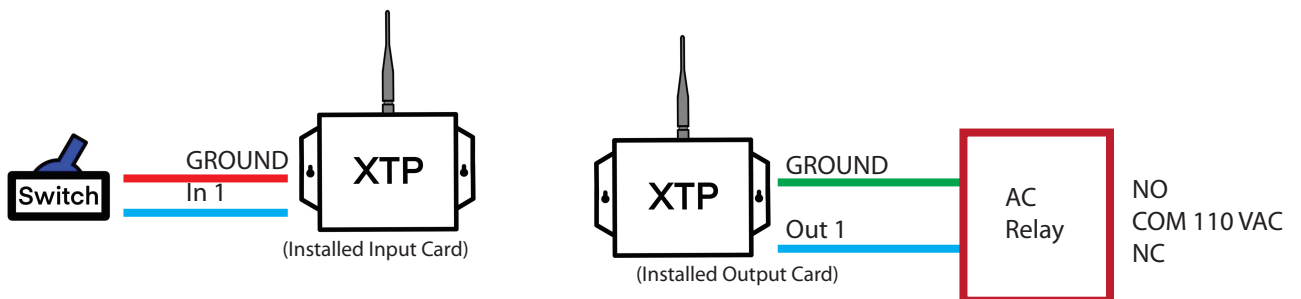 Switch
GROUND
In 1
XTP
(Installed Input Card)
XTP
(Installed Output Card)
GROUND
Out 1
AC
Relay
NO
COM 110 VAC
NC